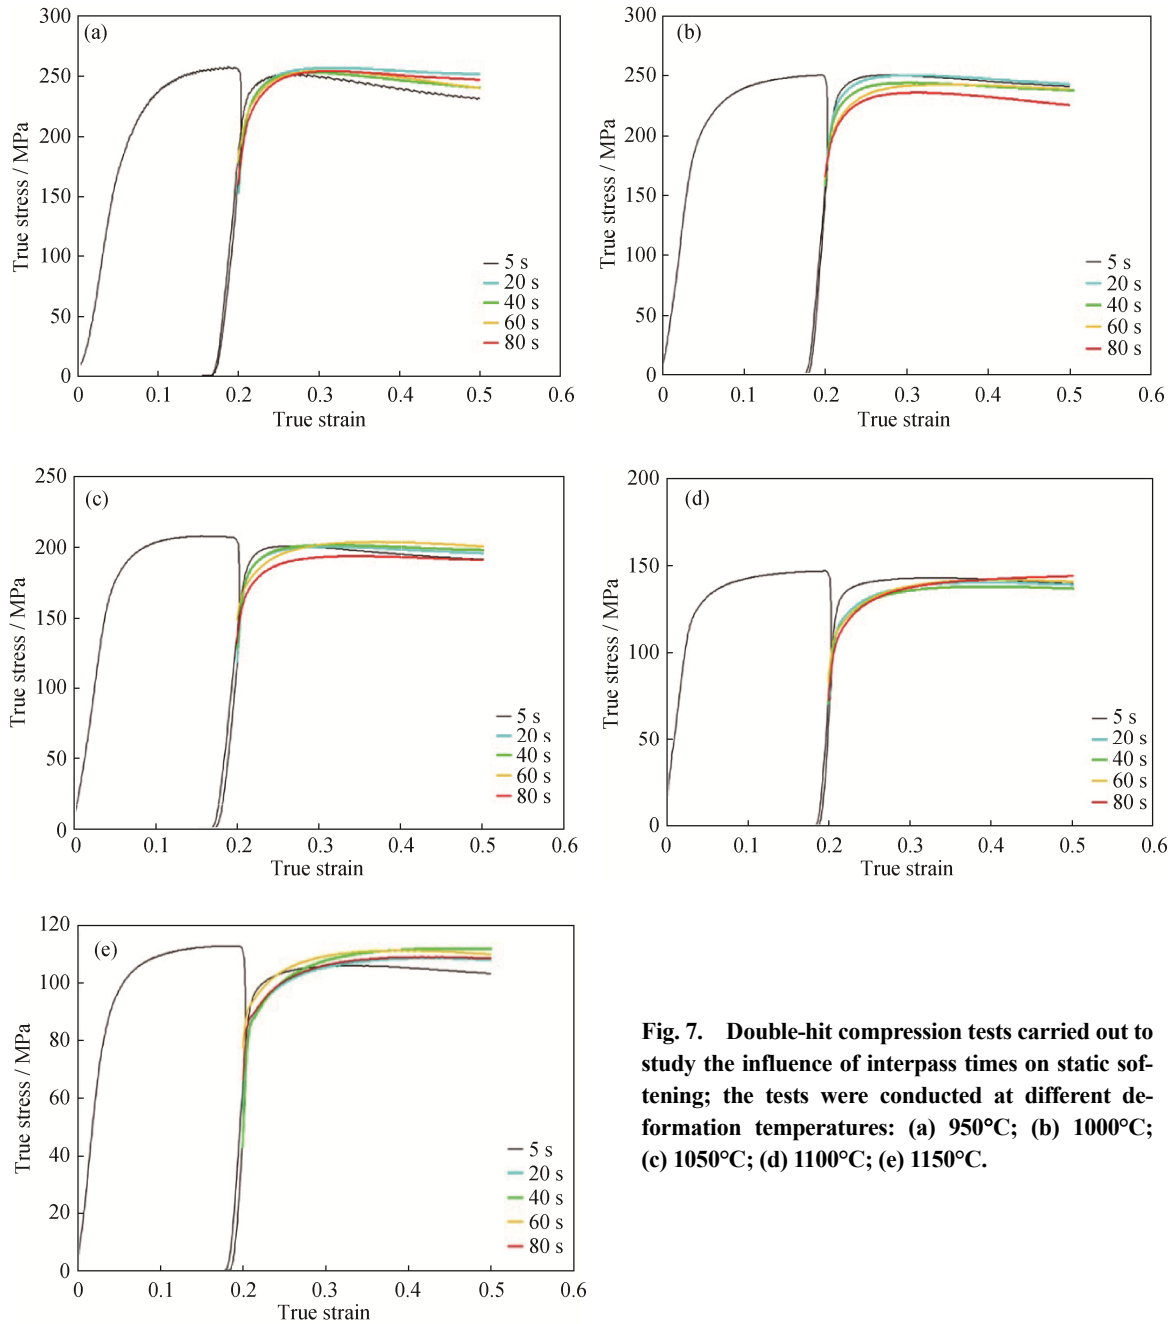 (a)
300
250
200
150
100
50
0
True stress / MPa
5 s
20 s
40 s
60 s
80 s
0.1 0.2 0.3 0.4 0.5 0.6
True strain
(b)
300
250
200
150
100
50
0
True stress / MPa
5 s
20 s
40 s
60 s
80 s
0 0.1 0.2 0.3 0.4 0.5 0.6
True strain
(c)
250
200
150
100
50
0
True stress / MPa
5 s
20 s
40 s
60 s
80 s
0 0.1 0.2 0.3 0.4 0.5 0.6
True strain
(d)
200
150
100
50
0
True stress / MPa
5 s
20 s
40 s
60 s
80 s
0 0.1 0.2 0.3 0.4 0.5 0.6
True strain
(e)
120
100
80
60
40
20
0
True stress / MPa
5 s
20 s
40 s
60 s
80 s
0 0.1 0.2 0.3 0.4 0.5 0.6
True strain
Fig. 7. Double-hit compression tests carried out to
study the influence of interpass times on static sof-
tening; the tests were conducted at different de-
formation temperatures: (a) 950°C; (b) 1000°C;
(c) 1050°C; (d) 1100°C; (e) 1150°C.